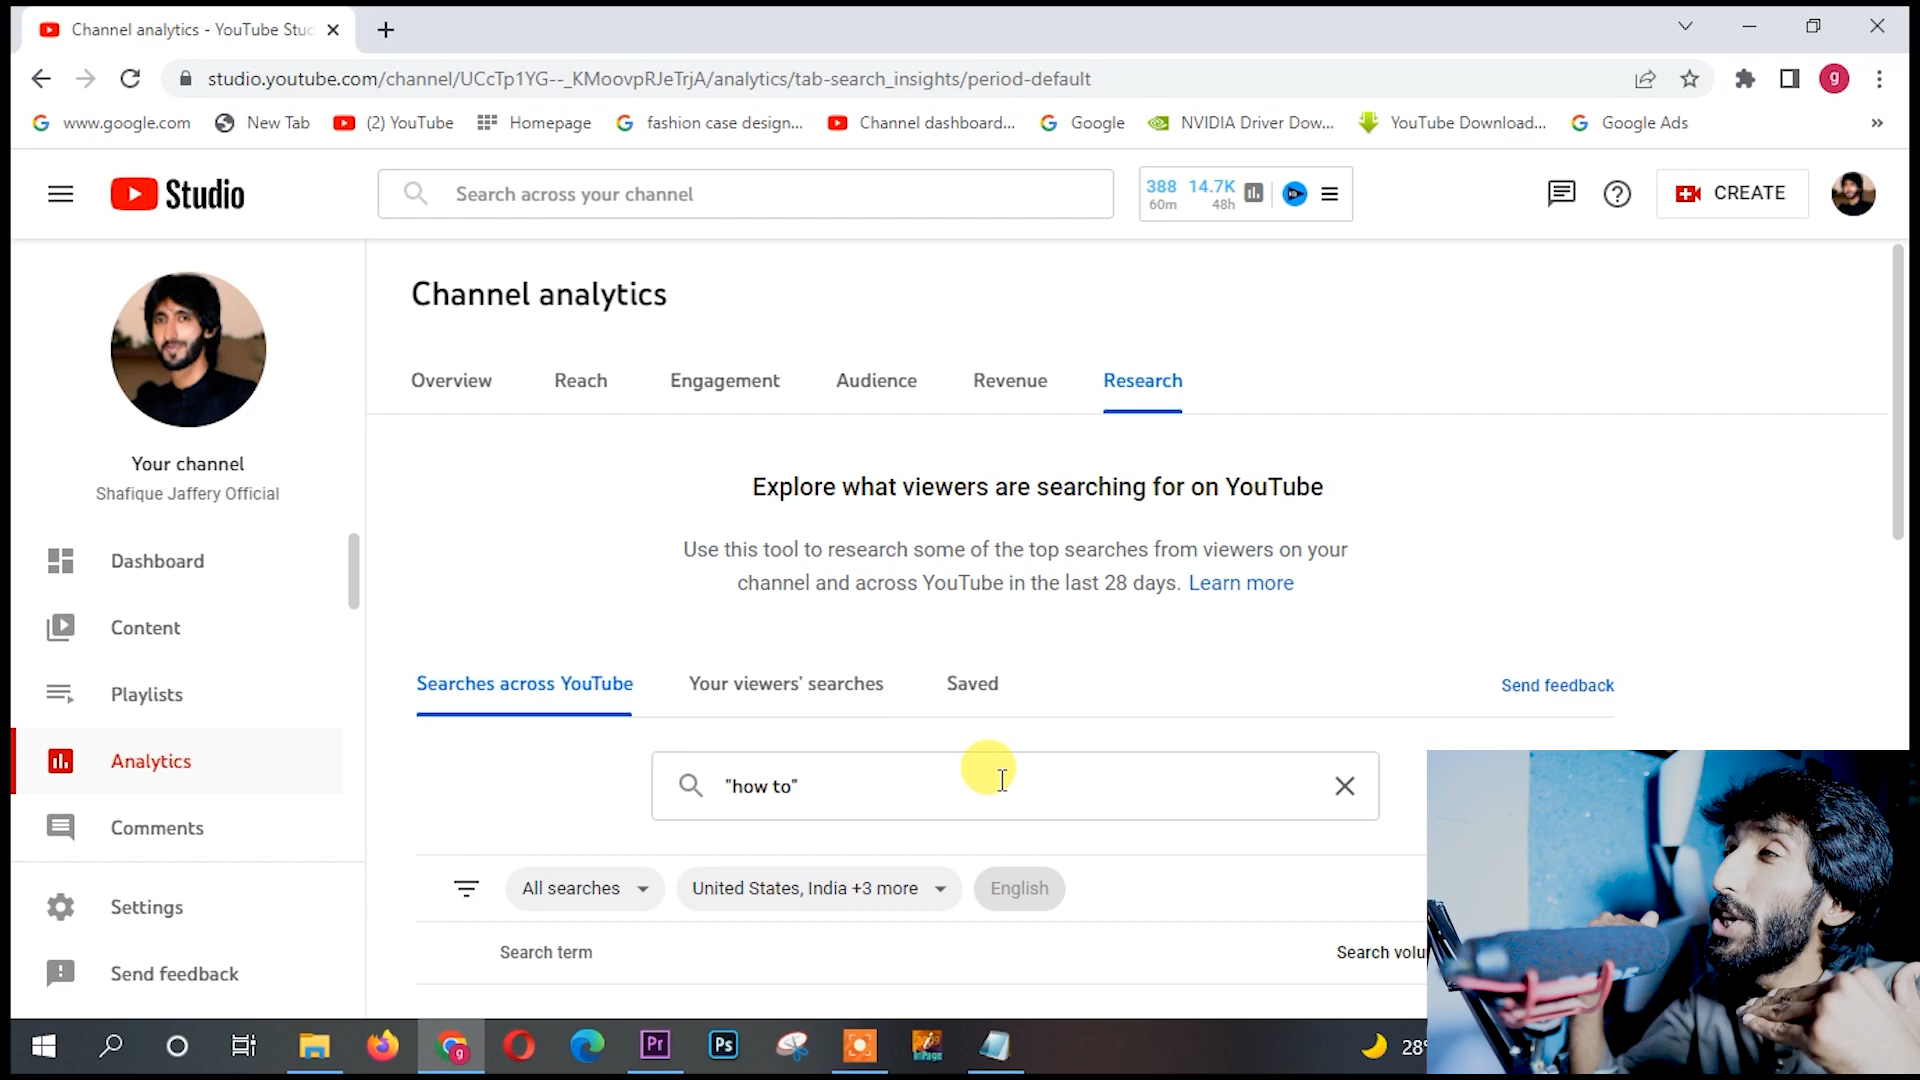 Channel analytics - YouTube Stud
studio.youtube.com/channel/UCcTp1YG--_KMoovpRJeTrjA/analytics/tab-search_insights/period-default
g
www.google.com
New Tab
(2) YouTube
Homepage
fashion case design...
Channel dashboard...
Google
NVIDIA Driver Dow...
YouTube Download...
Google Ads
»
Studio
Search across your channel
388 14.7K
60m 48h
CREATE
Channel analytics
Overview
Reach
Engagement
Audience
Revenue
Research
Your channel
Shafique Jaffery Official
Explore what viewers are searching for on YouTube
Use this tool to research some of the top searches from viewers on your
channel and across YouTube in the last 28 days. Learn more
Dashboard
Content
Playlists
Analytics
Comments
Settings
Send feedback
Searches across YouTube
Your viewers' searches
Saved
Send feedback
"how to"
All searches
United States, India +3 more
English
Search term
Search volu
g
Pr
Ps
InPage
28°